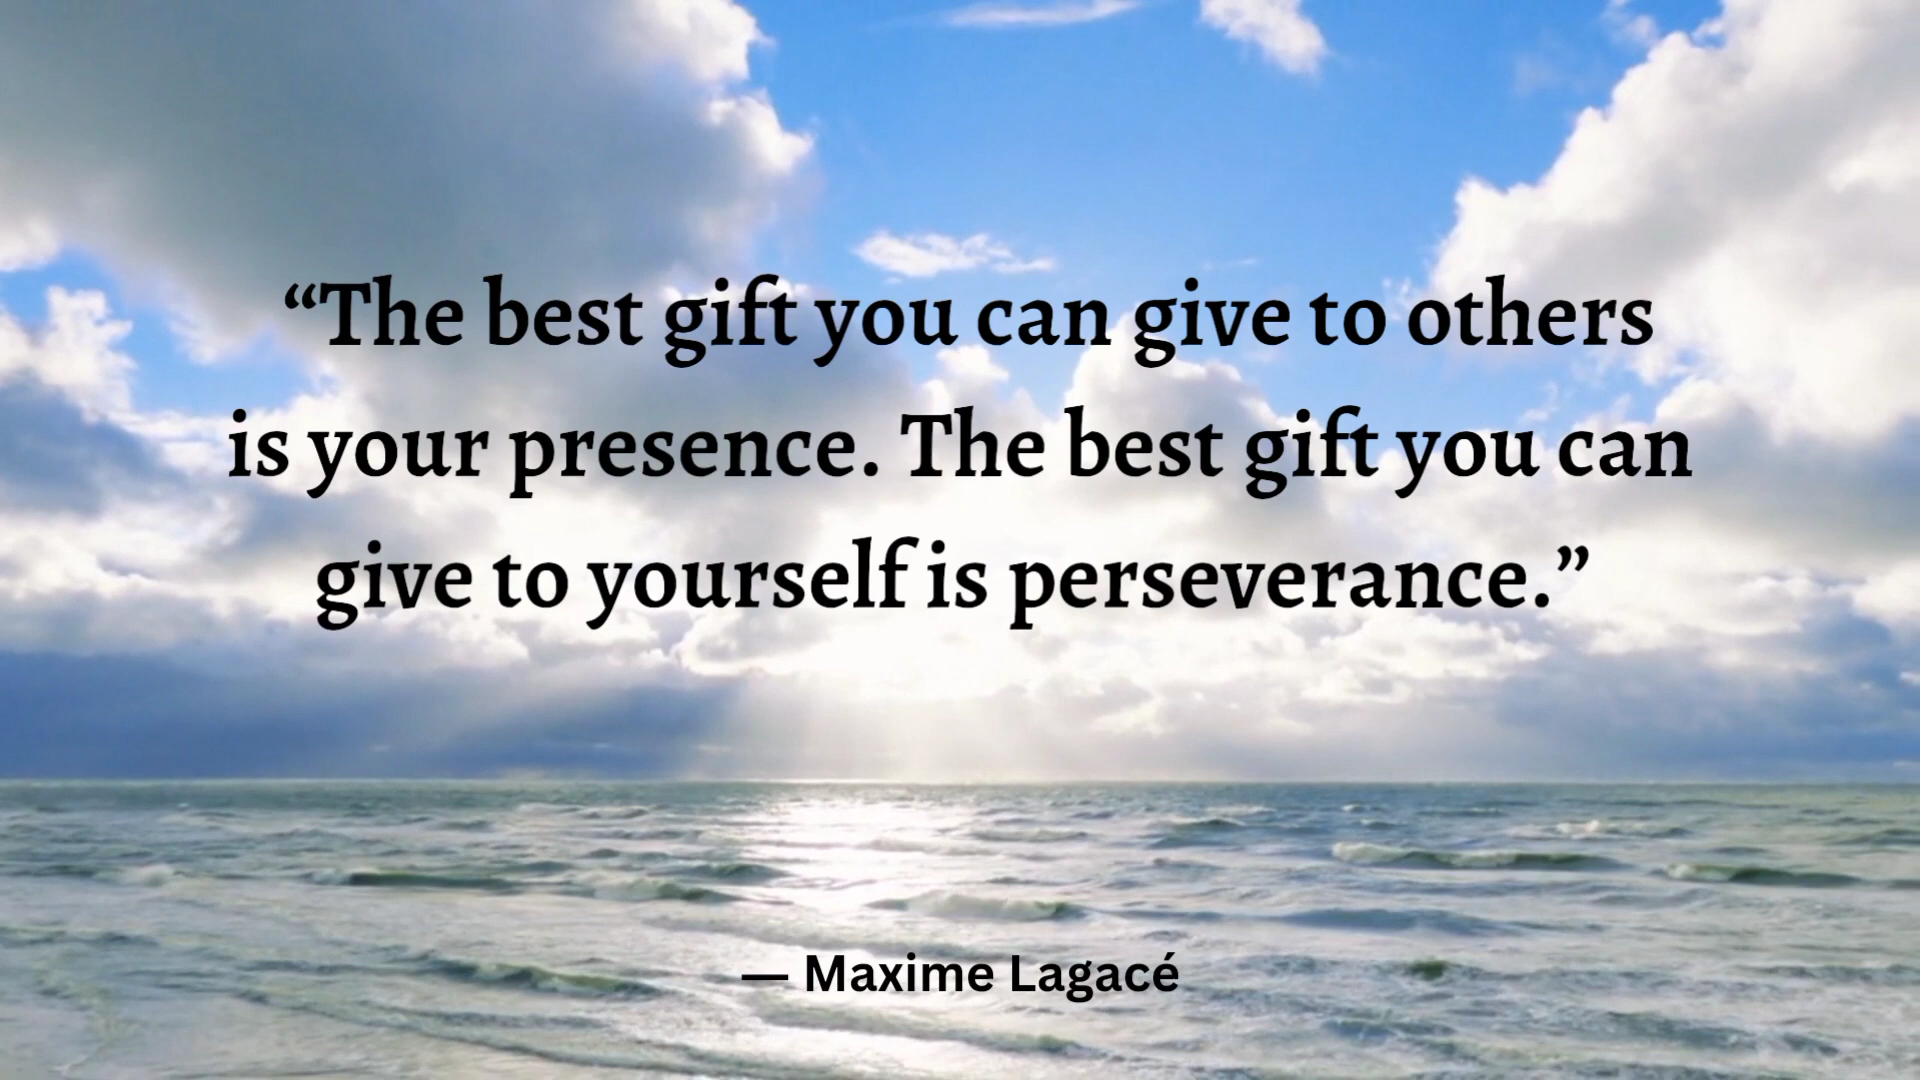 “The best gift you can give to others
is your presence. The best gift you can
give to yourself is perseverance.”
— Maxime Lagacé